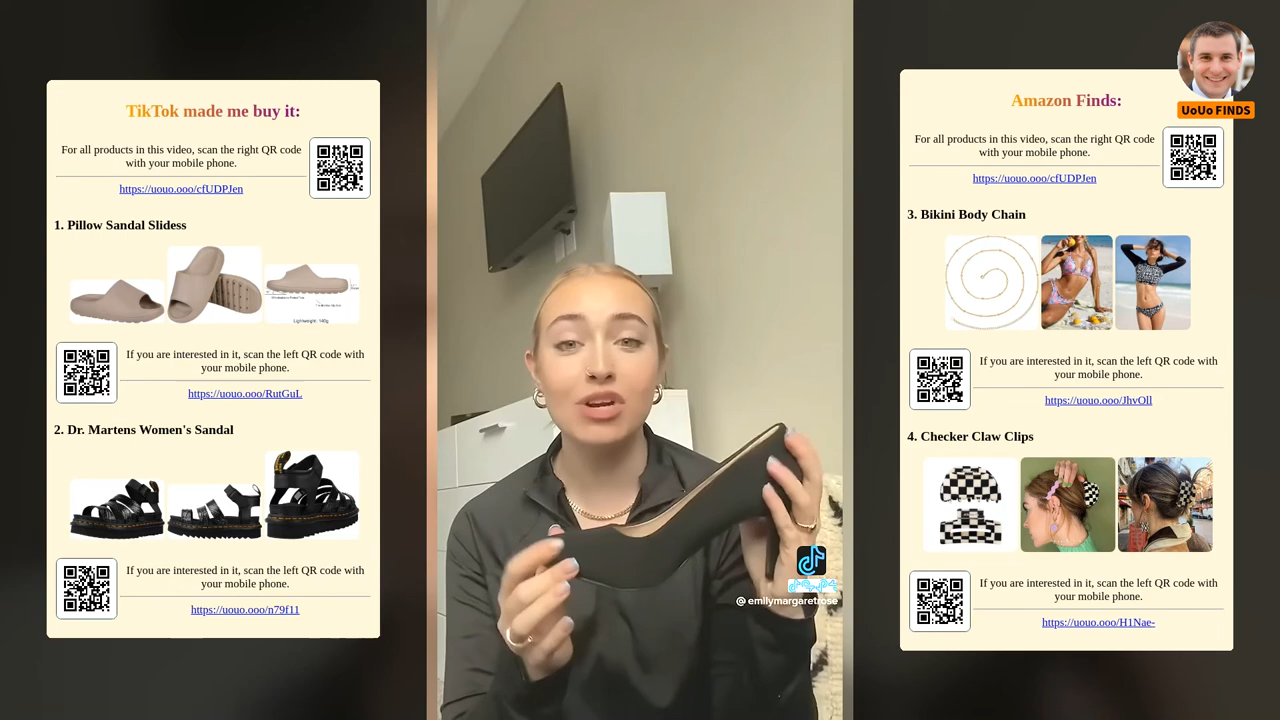 TikTok made me buy it:
For all products in this video, scan the right QR code
with your mobile phone.
https://uouo.ooo/cfUDPJen
1. Pillow Sandal Slidess
Lightweight: 140g
If you are interested in it, scan the left QR code with
your mobile phone.
https://uouo.ooo/RutGuL
2. Dr. Martens Women's Sandal
If you are interested in it, scan the left QR code with
your mobile phone.
https://uouo.ooo/n79f11
@ emilymargaretrose
UoUo FINDS
Amazon Finds:
For all products in this video, scan the right QR code
with your mobile phone.
https://uouo.ooo/cfUDPJen
3. Bikini Body Chain
If you are interested in it, scan the left QR code with
your mobile phone.
https://uouo.ooo/JhvOll
4. Checker Claw Clips
If you are interested in it, scan the left QR code with
your mobile phone.
https://uouo.ooo/H1Nae-